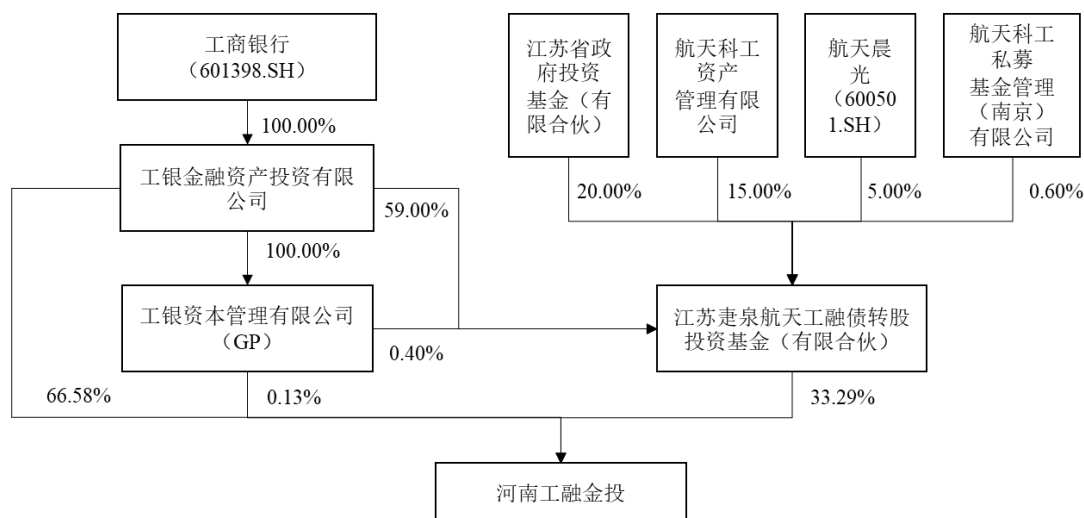 工商银行
（601398.SH）
江苏省政
府投资
基金（有
限合伙）
航天科工
资产
管理有限
公司
航天晨
光
（60050
1.SH）
航天科工
私募
基金管理
（南京）
有限公司
100.00%
工银金融资产投资有限
公司
59.00%
20.00%
15.00%
5.00%
0.60%
100.00%
工银资本管理有限公司
（GP）
江苏疌泉航天工融债转股
投资基金（有限合伙）
0.40%
66.58%
0.13%
33.29%
河南工融金投